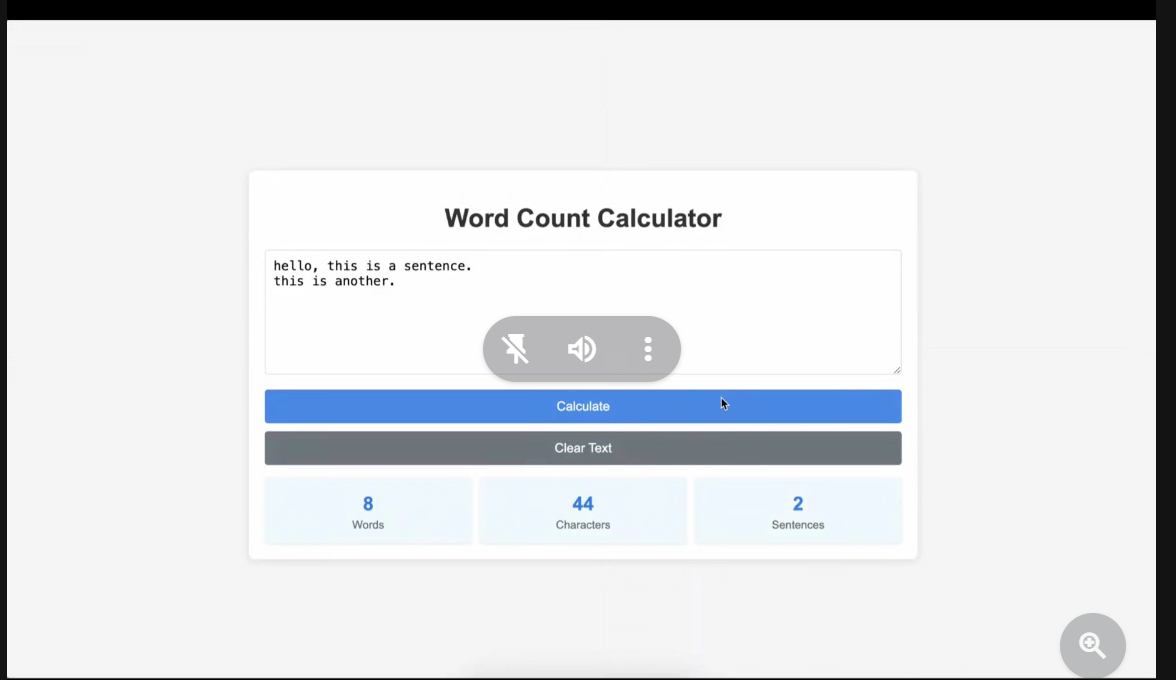 Word Count Calculator
hello, this is a sentence.
this is another.
Calculate
Clear Text
8
Words
44
Characters
2
Sentences